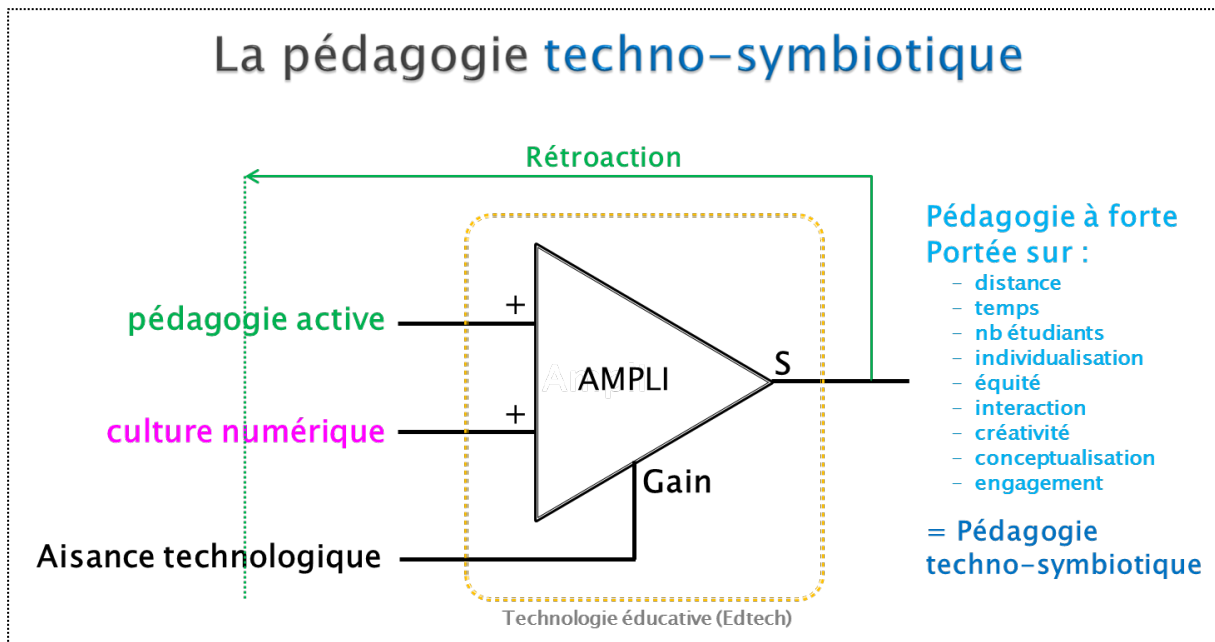 La pédagogie techno-symbiotique
Rétroaction
pédagogie active
+
AMPLI
S
culture numérique
+
Gain
Aisance technologique
Technologie éducative (Edtech)
Pédagogie à forte
Portée sur :
- distance
- temps
- nb étudiants
- individualisation
- équité
- interaction
- créativité
- conceptualisation
- engagement
= Pédagogie
techno-symbiotique